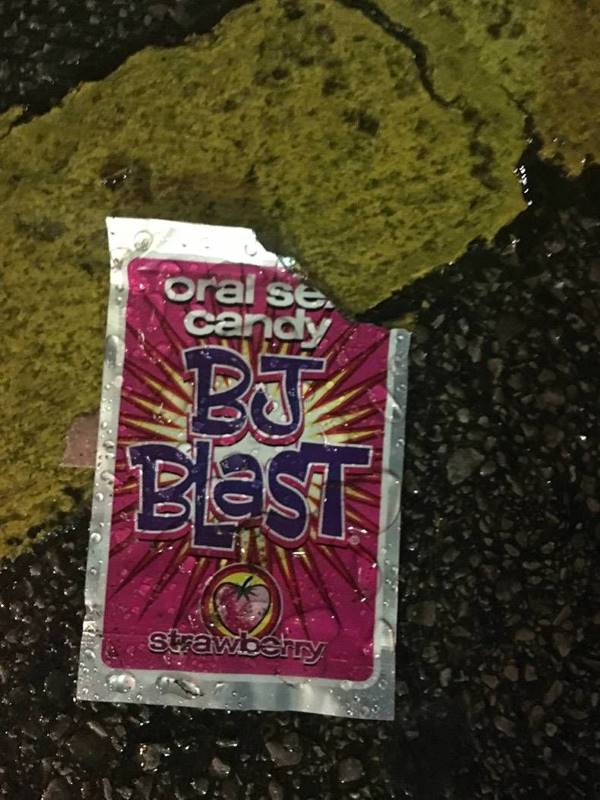 oral se
candy
BJ
Blast
strawberry